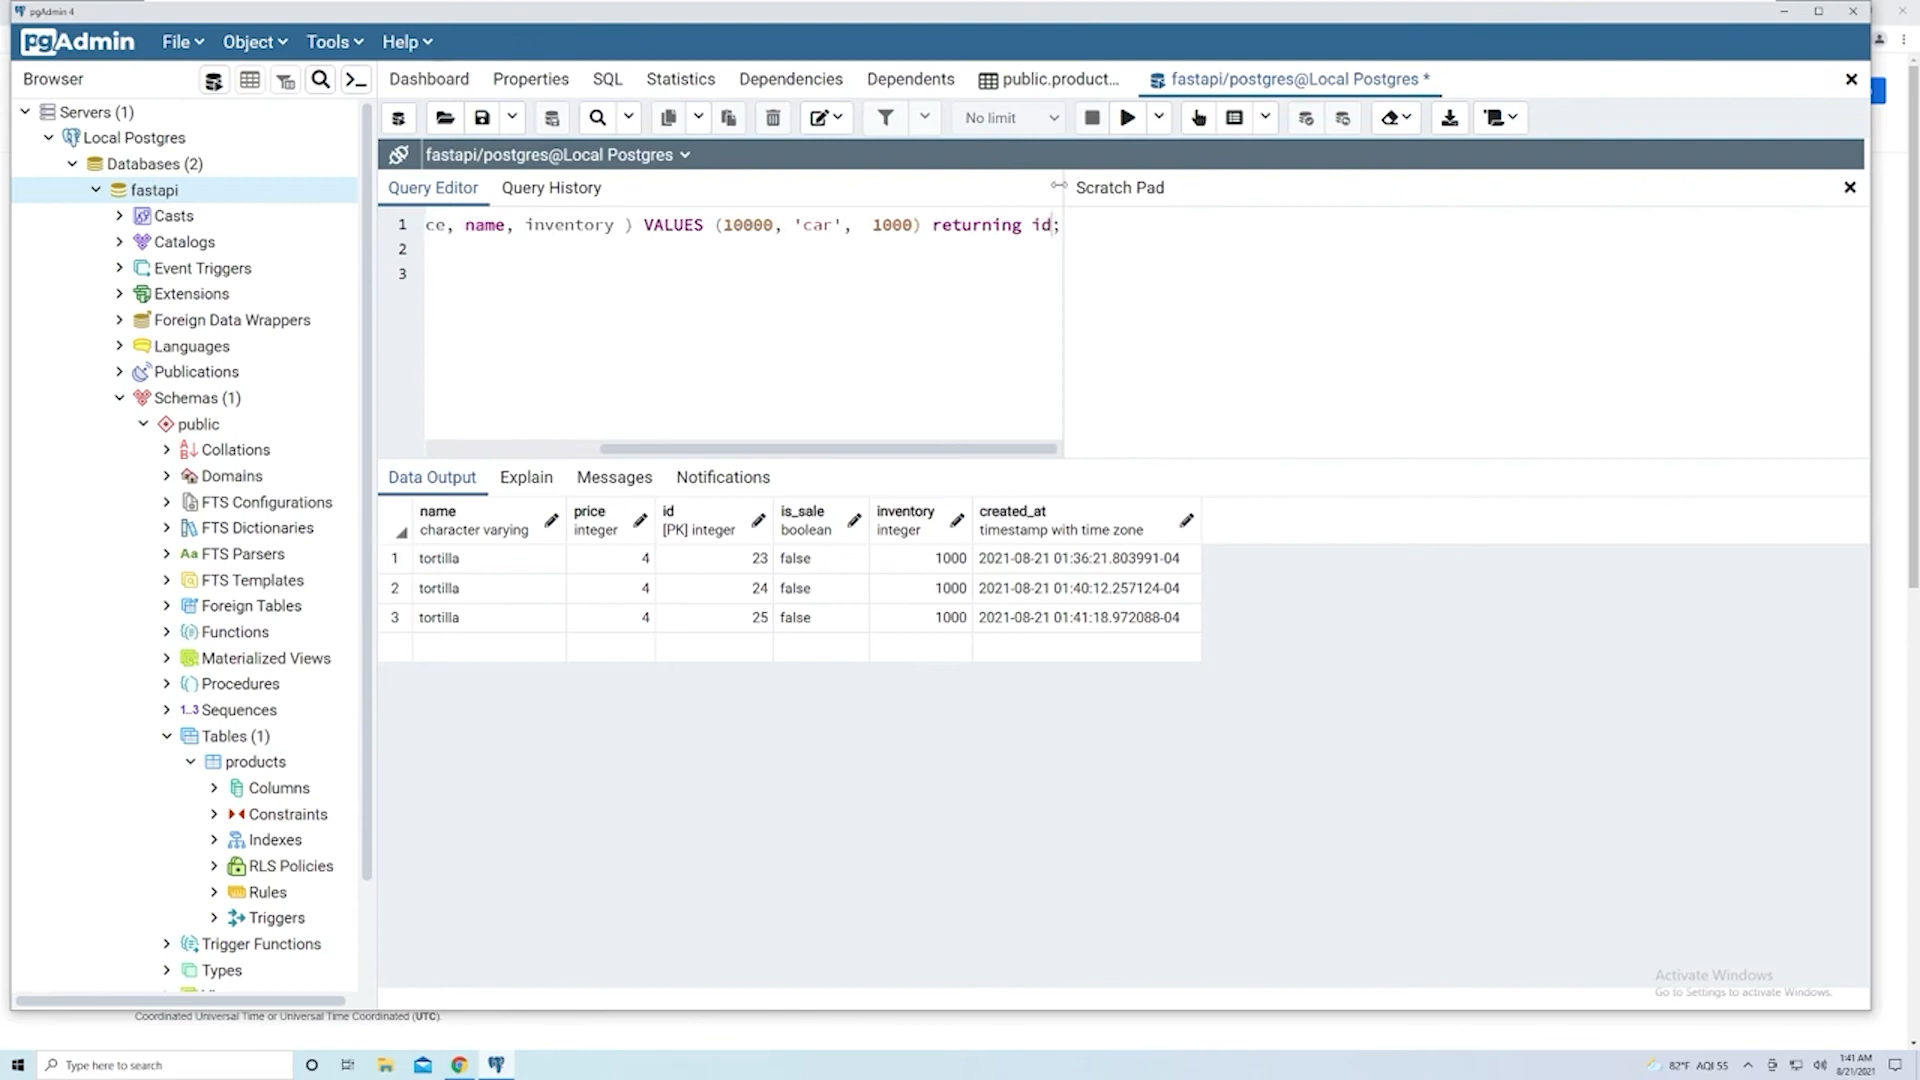 pgAdmin 4
pgAdmin File Object Tools Help
Browser
Dashboard Properties SQL Statistics Dependencies Dependents public.product... fastapi/postgres@Local Postgres *
No limit
fastapi/postgres@Local Postgres
Query Editor Query History
Scratch Pad
1 ce, name, inventory ) VALUES (10000, 'car', 1000) returning id;
2
3
Servers (1)
Local Postgres
Databases (2)
fastapi
Casts
Catalogs
Event Triggers
Extensions
Foreign Data Wrappers
Languages
Publications
Schemas (1)
public
Collations
Domains
FTS Configurations
FTS Dictionaries
Aa FTS Parsers
FTS Templates
Foreign Tables
Functions
Materialized Views
Procedures
1..3 Sequences
Tables (1)
products
Columns
Constraints
Indexes
RLS Policies
Rules
Triggers
Trigger Functions
Types
Data Output Explain Messages Notifications
name price id is_sale inventory created_at
character varying integer [PK] integer boolean integer timestamp with time zone
1 tortilla 4 23 false 1000 2021-08-21 01:36:21.803991-04
2 tortilla 4 24 false 1000 2021-08-21 01:40:12.257124-04
3 tortilla 4 25 false 1000 2021-08-21 01:41:18.972088-04
Activate Windows
Go to Settings to activate Windows.
Coordinated Universal Time or Universal Time Coordinated (UTC).
Type here to search
82°F AQI 55
1:41 AM
8/21/2021